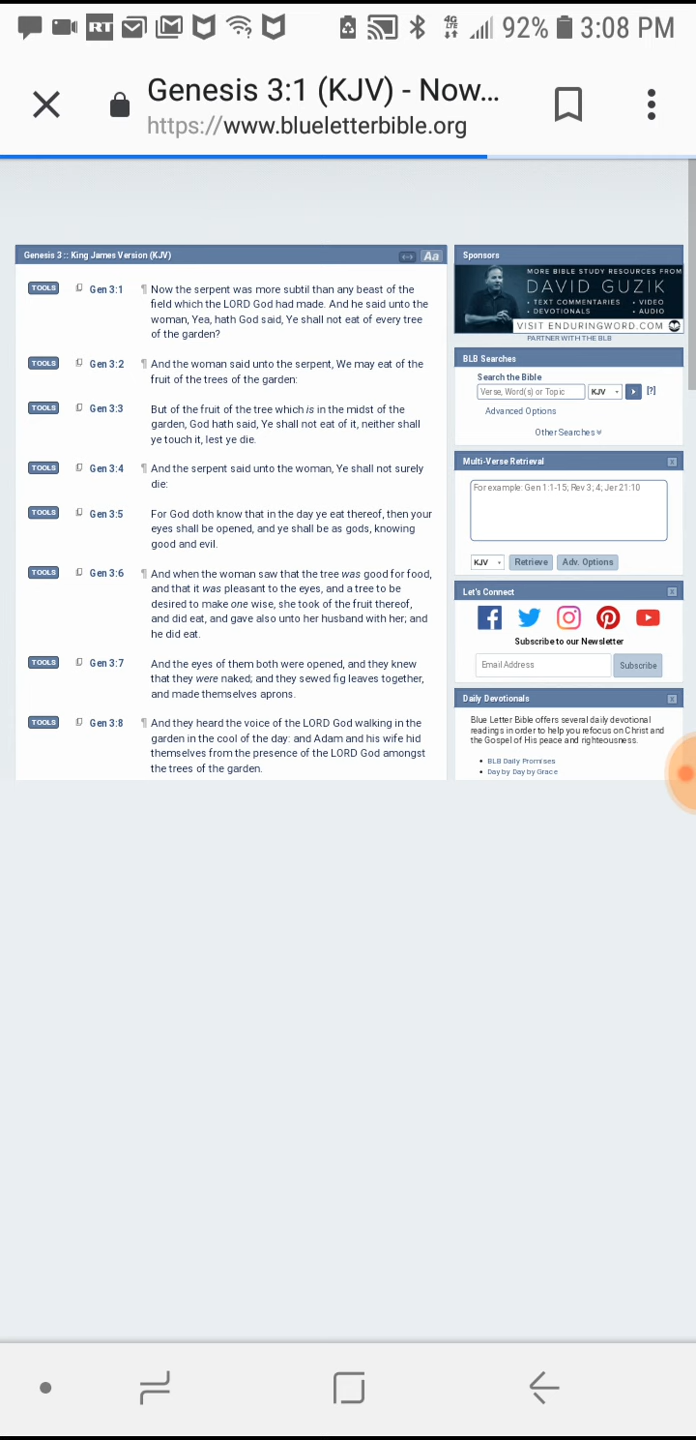 RT
4G
LTE
92%
3:08 PM
Genesis 3:1 (KJV) - Now...
https://www.blueletterbible.org
Genesis 3 :: King James Version (KJV)
Aa
TOOLS Gen 3:1 ¶ Now the serpent was more subtil than any beast of the
field which the LORD God had made. And he said unto the
woman, Yea, hath God said, Ye shall not eat of every tree
of the garden?
TOOLS Gen 3:2 ¶ And the woman said unto the serpent, We may eat of the
fruit of the trees of the garden:
TOOLS Gen 3:3 But of the fruit of the tree which is in the midst of the
garden, God hath said, Ye shall not eat of it, neither shall
ye touch it, lest ye die.
TOOLS Gen 3:4 ¶ And the serpent said unto the woman, Ye shall not surely
die:
TOOLS Gen 3:5 For God doth know that in the day ye eat thereof, then your
eyes shall be opened, and ye shall be as gods, knowing
good and evil.
TOOLS Gen 3:6 ¶ And when the woman saw that the tree was good for food,
and that it was pleasant to the eyes, and a tree to be
desired to make one wise, she took of the fruit thereof,
and did eat, and gave also unto her husband with her; and
he did eat.
TOOLS Gen 3:7 And the eyes of them both were opened, and they knew
that they were naked; and they sewed fig leaves together,
and made themselves aprons.
TOOLS Gen 3:8 ¶ And they heard the voice of the LORD God walking in the
garden in the cool of the day: and Adam and his wife hid
themselves from the presence of the LORD God amongst
the trees of the garden.
Sponsors
MORE BIBLE STUDY RESOURCES FROM
DAVID GUZIK
• TEXT COMMENTARIES • VIDEO
• DEVOTIONALS • AUDIO
VISIT ENDURINGWORD.COM
PARTNER WITH THE BLB
BLB Searches
Search the Bible
Verse, Word(s) or Topic KJV [?]
Advanced Options
Other Searches
Multi-Verse Retrieval x
For example: Gen 1:1-15; Rev 3; 4; Jer 21:10
KJV Retrieve Adv. Options
Let's Connect x
Subscribe to our Newsletter
Email Address Subscribe
Daily Devotionals x
Blue Letter Bible offers several daily devotional
readings in order to help you refocus on Christ and
the Gospel of His peace and righteousness.
• BLB Daily Promises
• Day by Day by Grace